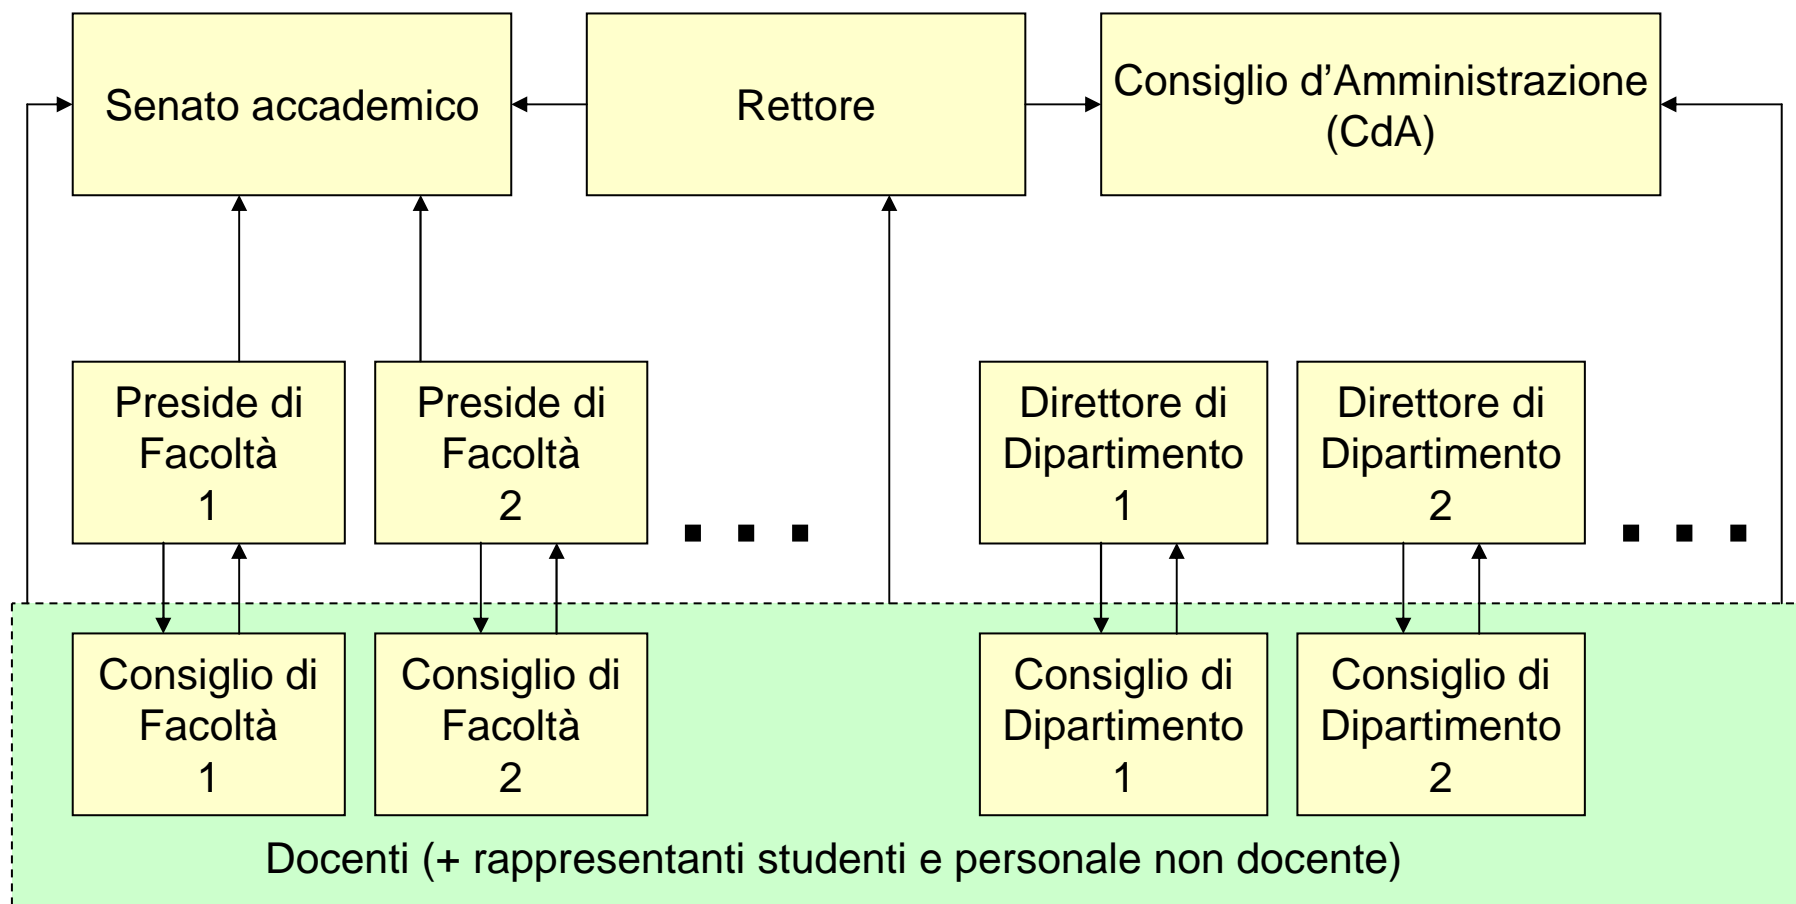 Senato accademico
Rettore
Consiglio d’Amministrazione
(CdA)
Preside di
Facoltà
1
Preside di
Facoltà
2
. . .
Direttore di
Dipartimento
1
Direttore di
Dipartimento
2
. . .
Consiglio di
Facoltà
1
Consiglio di
Facoltà
2
Consiglio di
Dipartimento
1
Consiglio di
Dipartimento
2
Docenti (+ rappresentanti studenti e personale non docente)